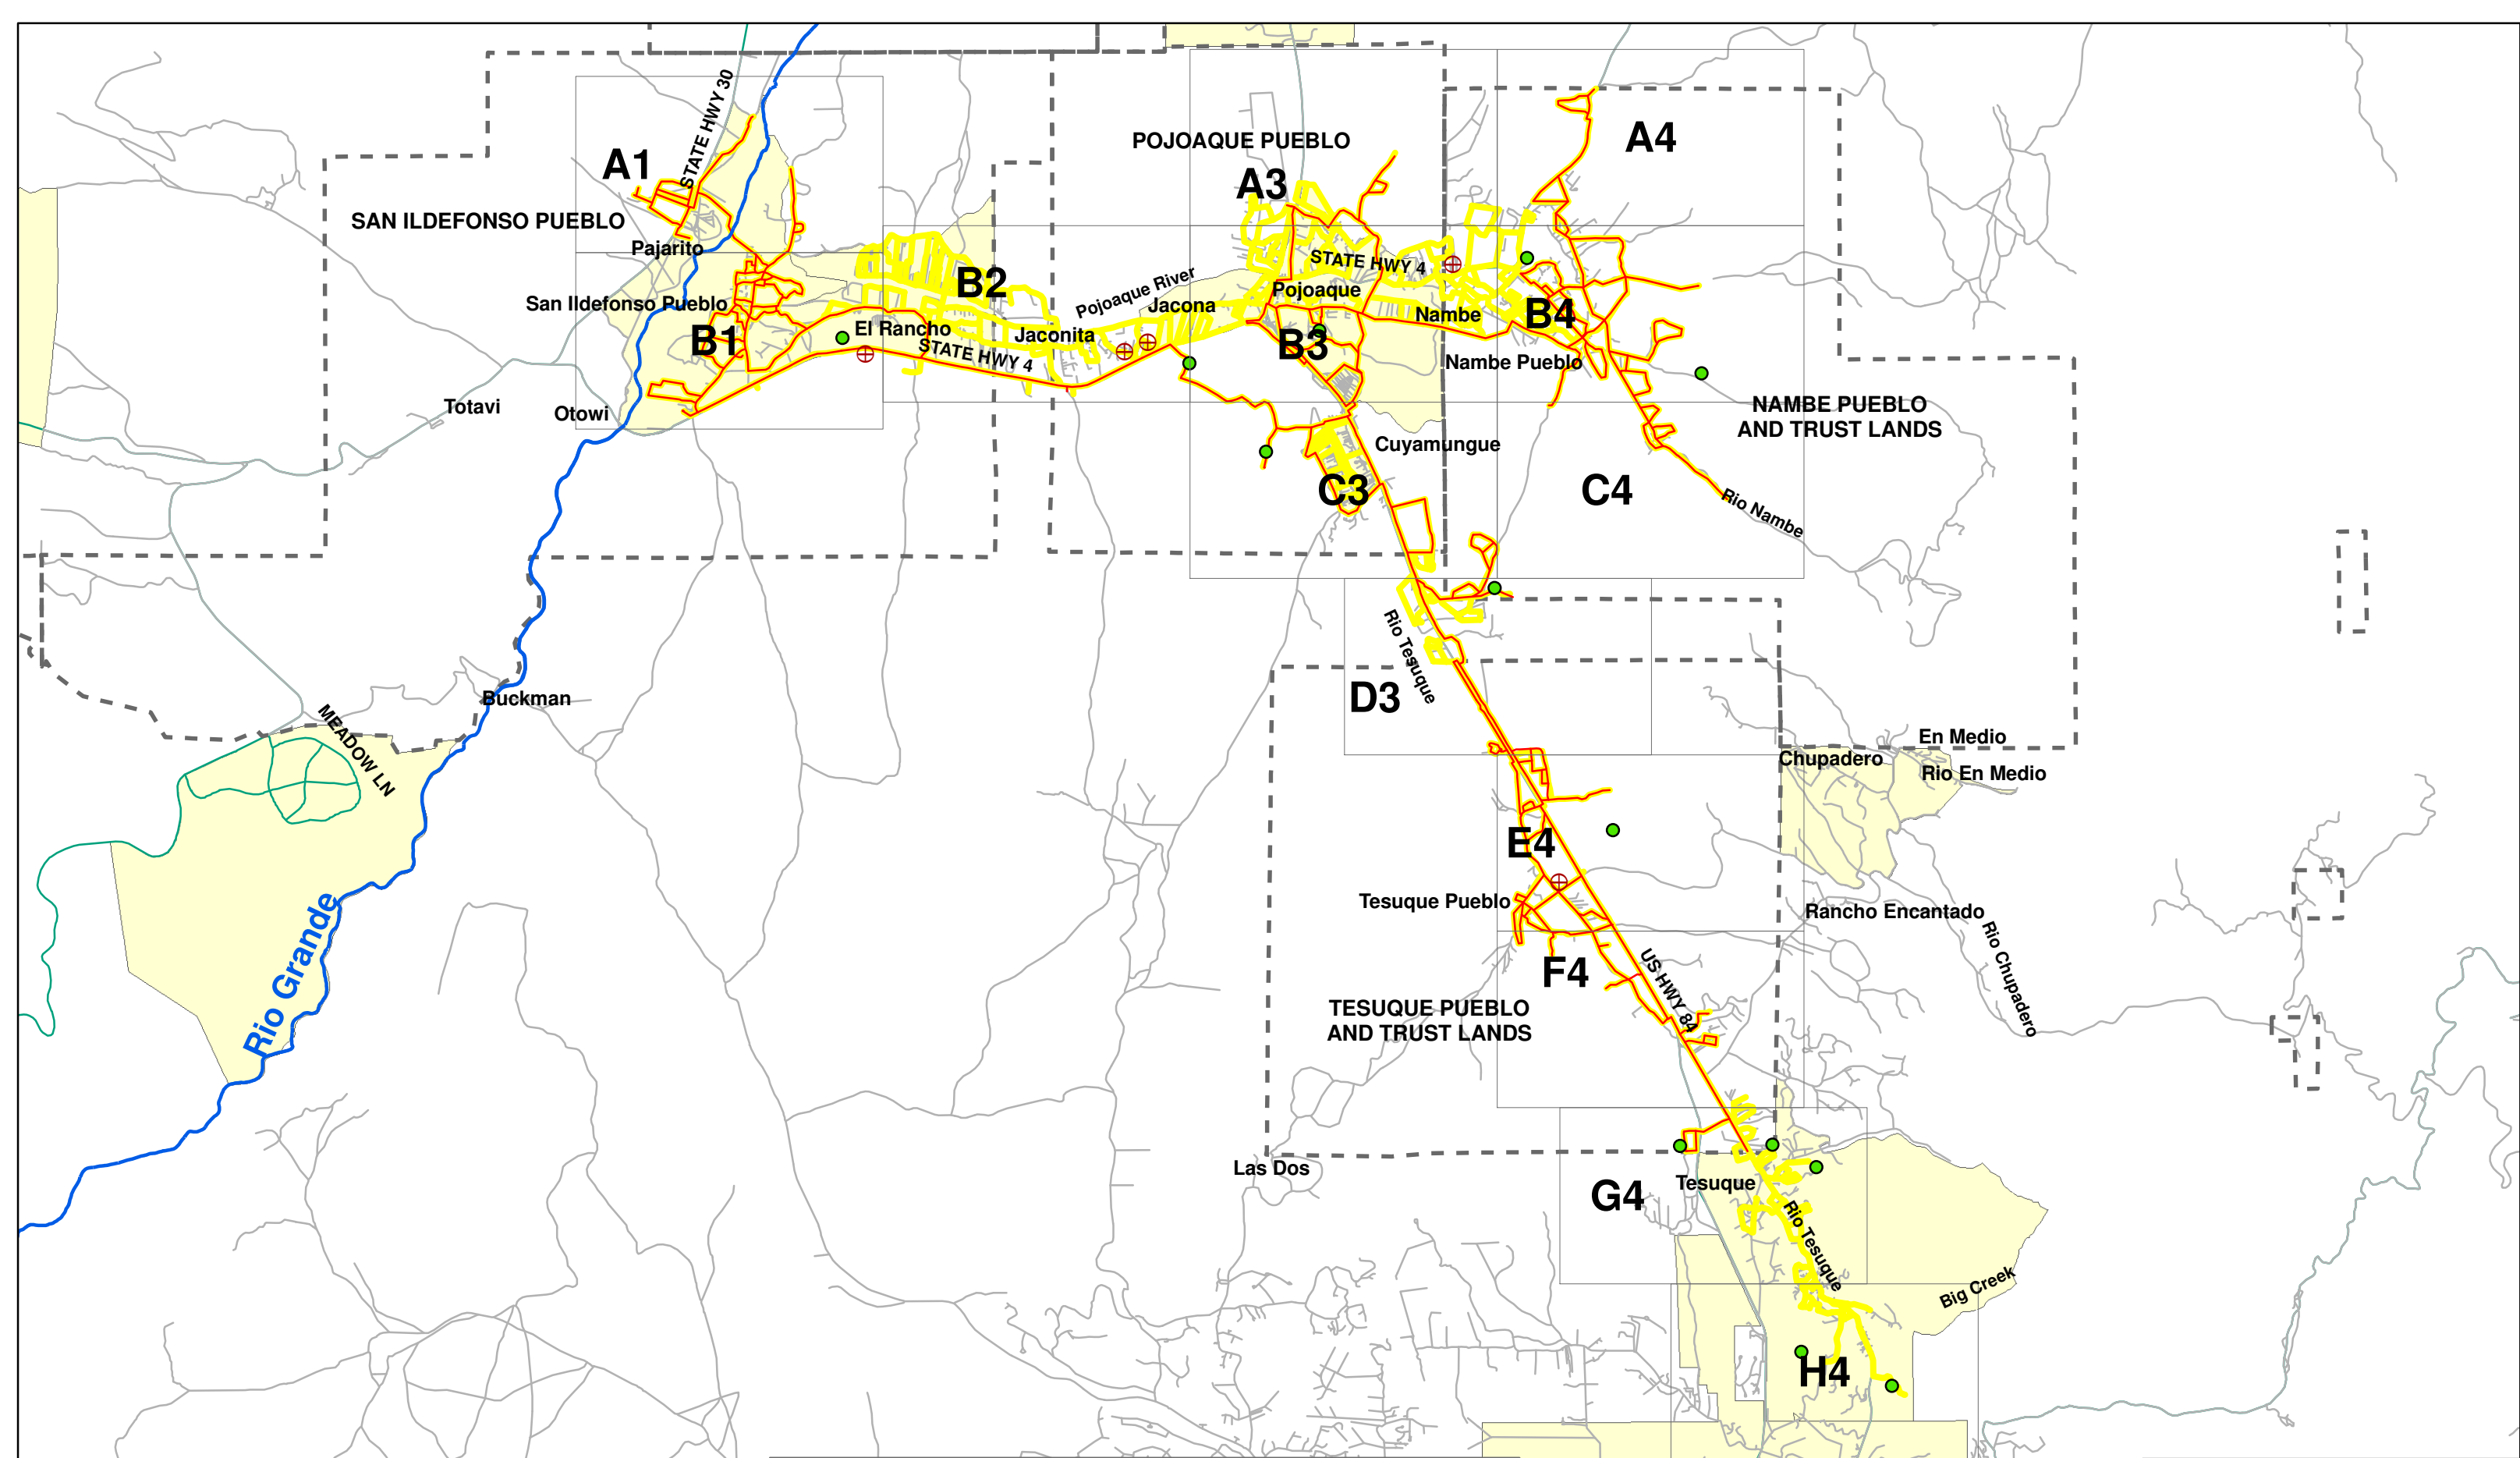 STATE HWY 30
A1
POJOAQUE PUEBLO
A4
A3
SAN ILDEFONSO PUEBLO
Pajarito
STATE HWY 4
B2
Pojoaque River
Pojoaque
San Ildefonso Pueblo
Jacona
B4
Nambe
El Rancho
Jaconita
B1
B3
STATE HWY 4
Nambe Pueblo
Totavi
Otowi
NAMBE PUEBLO
AND TRUST LANDS
Cuyamungue
C3
C4
Rio Nambe
Rio Tesuque
Buckman
D3
MEADOW LN
En Medio
Chupadero
Rio En Medio
E4
Tesuque Pueblo
Rancho Encantado
Rio Grande
F4
US HWY 84
Rio Chupadero
TESUQUE PUEBLO
AND TRUST LANDS
Las Dos
Tesuque
G4
Rio Tesuque
Big Creek
H4